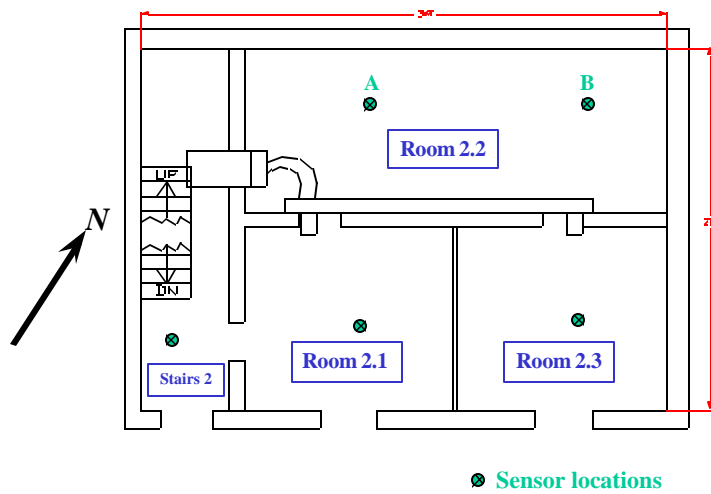 A
B
Room 2.2
UP
N
DN
Room 2.1
Room 2.3
Stairs 2
Sensor locations